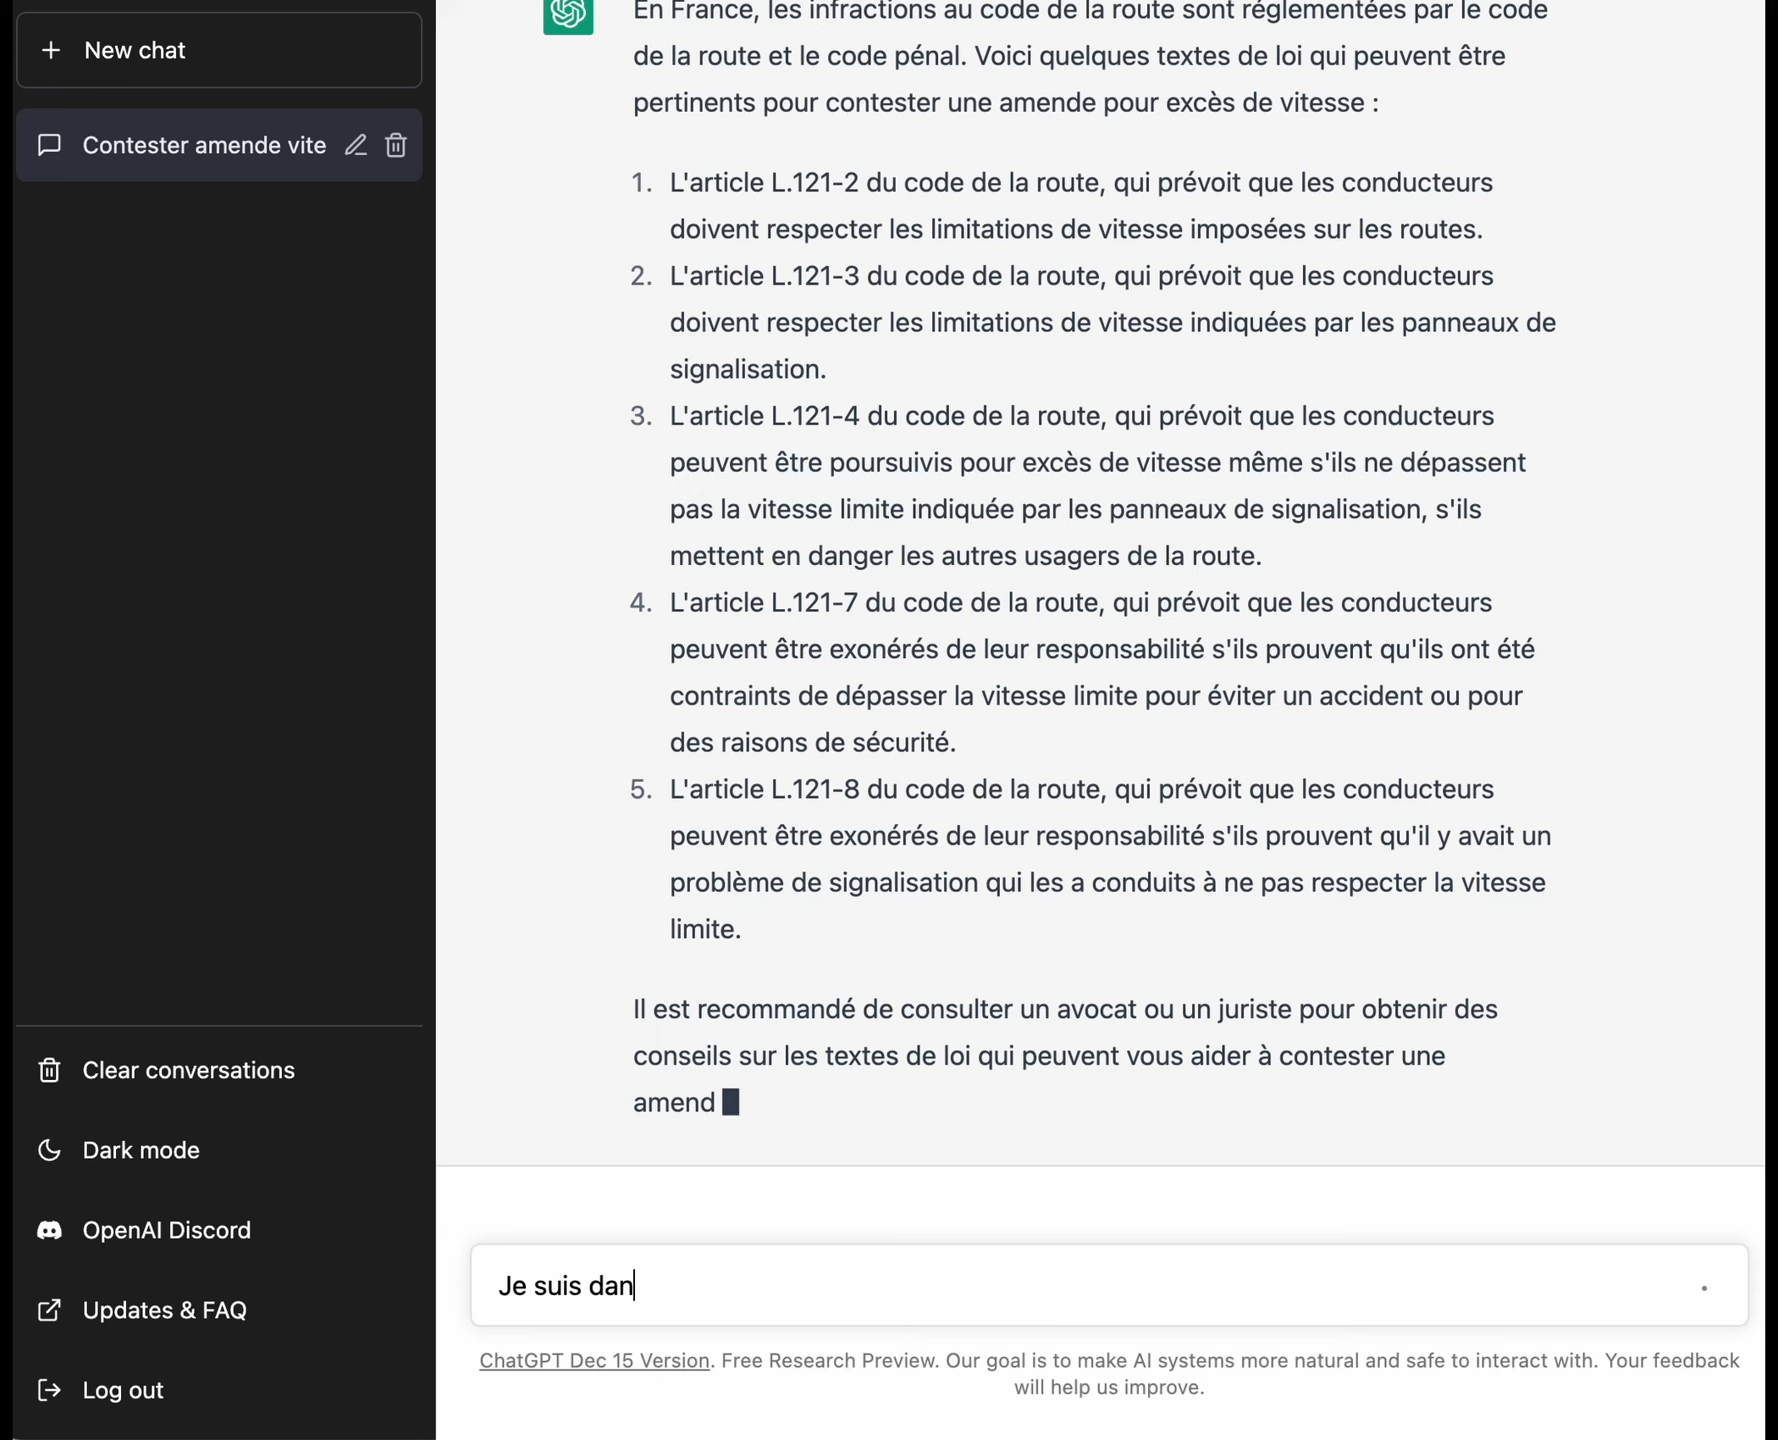 New chat
Contester amende vite
Clear conversations
Dark mode
OpenAI Discord
Updates & FAQ
Log out
En France, les infractions au code de la route sont réglementées par le code
de la route et le code pénal. Voici quelques textes de loi qui peuvent être
pertinents pour contester une amende pour excès de vitesse :
1. L'article L.121-2 du code de la route, qui prévoit que les conducteurs
doivent respecter les limitations de vitesse imposées sur les routes.
2. L'article L.121-3 du code de la route, qui prévoit que les conducteurs
doivent respecter les limitations de vitesse indiquées par les panneaux de
signalisation.
3. L'article L.121-4 du code de la route, qui prévoit que les conducteurs
peuvent être poursuivis pour excès de vitesse même s'ils ne dépassent
pas la vitesse limite indiquée par les panneaux de signalisation, s'ils
mettent en danger les autres usagers de la route.
4. L'article L.121-7 du code de la route, qui prévoit que les conducteurs
peuvent être exonérés de leur responsabilité s'ils prouvent qu'ils ont été
contraints de dépasser la vitesse limite pour éviter un accident ou pour
des raisons de sécurité.
5. L'article L.121-8 du code de la route, qui prévoit que les conducteurs
peuvent être exonérés de leur responsabilité s'ils prouvent qu'il y avait un
problème de signalisation qui les a conduits à ne pas respecter la vitesse
limite.
Il est recommandé de consulter un avocat ou un juriste pour obtenir des
conseils sur les textes de loi qui peuvent vous aider à contester une
amend
Je suis dan
ChatGPT Dec 15 Version. Free Research Preview. Our goal is to make AI systems more natural and safe to interact with. Your feedback
will help us improve.